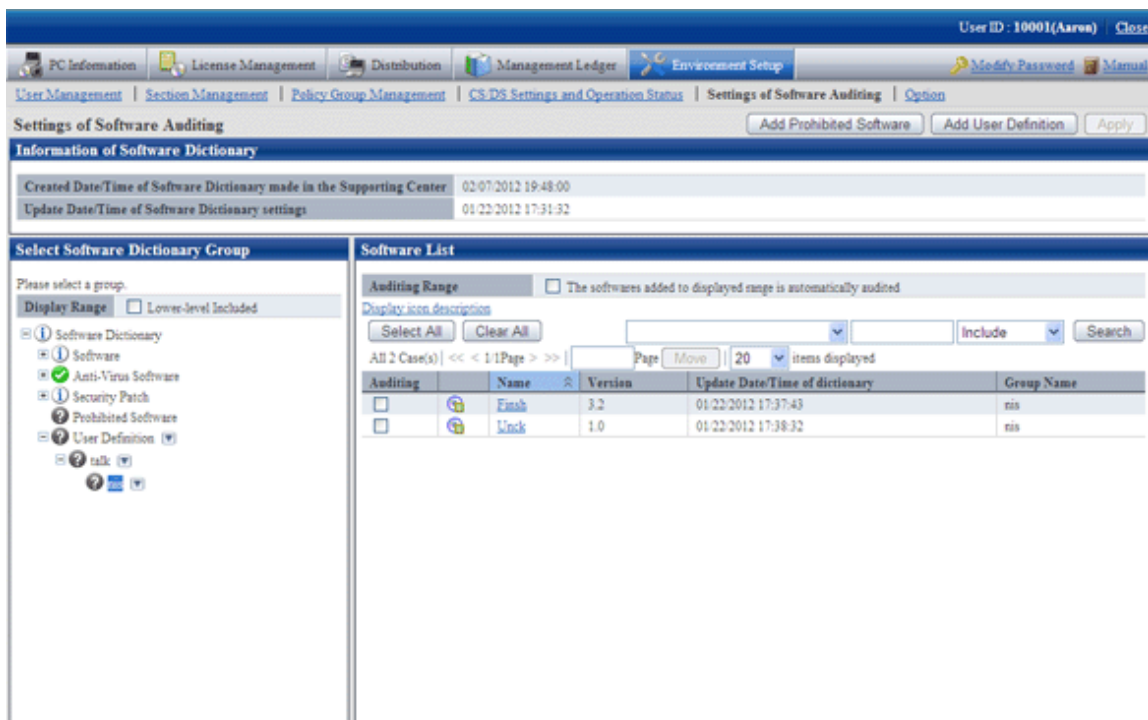 User ID : 10001(Aaron) Close
PC Information License Management Distribution Management Ledger Environment Setup Modify Password Manual
User Management | Section Management | Policy Group Management | CS/DS Settings and Operation Status | Settings of Software Auditing | Option
Settings of Software Auditing Add Prohibited Software Add User Definition Apply
Information of Software Dictionary
Created Date/Time of Software Dictionary made in the Supporting Center 02/07/2012 19:48:00
Update Date/Time of Software Dictionary settings 01/22/2012 17:31:32
Select Software Dictionary Group
Please select a group.
Display Range Lower-level Included
Software Dictionary
Software
Anti-Virus Software
Security Patch
Prohibited Software
User Definition
talk
Software List
Auditing Range The softwares added to displayed range is automatically audited
Display icon description
Select All Clear All Include Search
All 2 Case(s) | << < 1/1Page > >> | Page Move | 20 items displayed
Auditing Name Version Update Date/Time of dictionary Group Name
Finsh 3.2 01/22/2012 17:37:43 nis
Unck 1.0 01/22/2012 17:38:32 nis